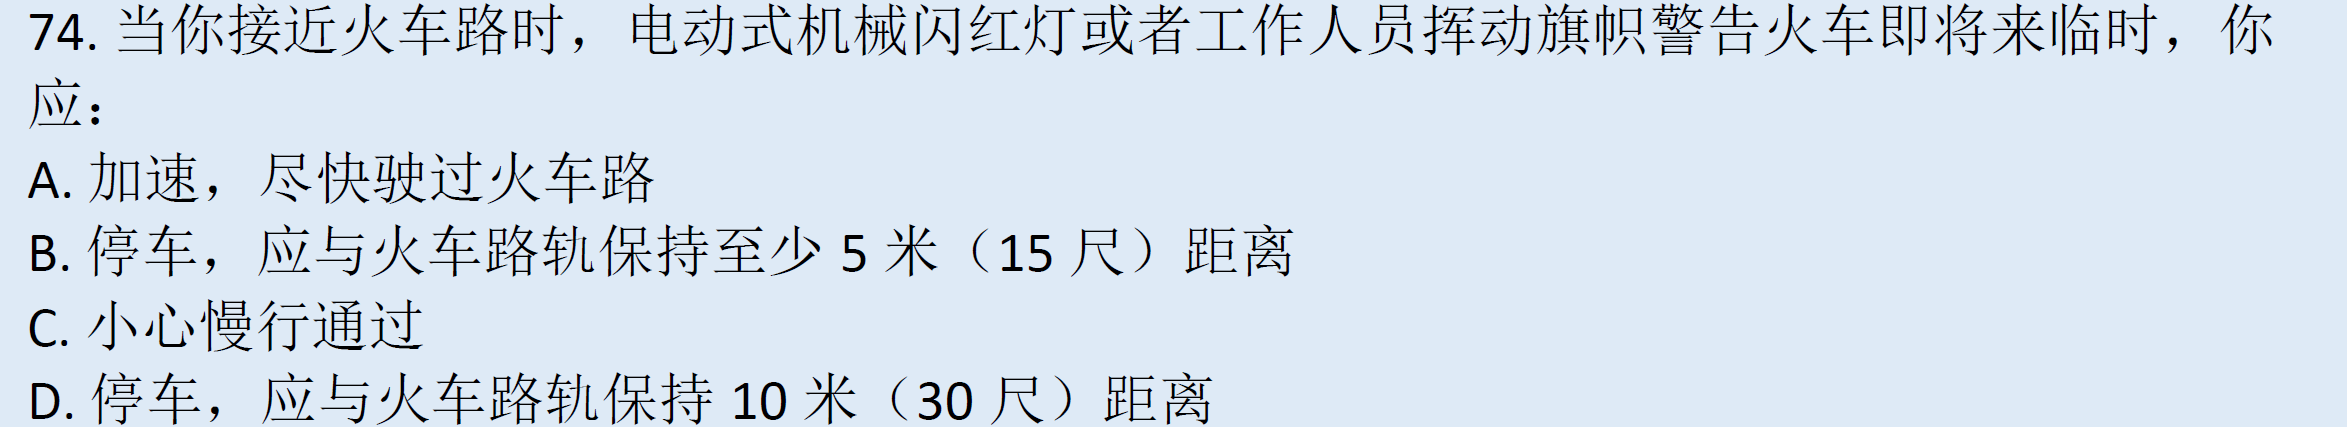 74. 当你接近火车路时，电动式机械闪红灯或者工作人员挥动旗帜警告火车即将来临时，你
应：
A. 加速，尽快驶过火车路
B. 停车，应与火车路轨保持至少 5 米（15 尺）距离
C. 小心慢行通过
D. 停车，应与火车路轨保持 10 米（30 尺）距离